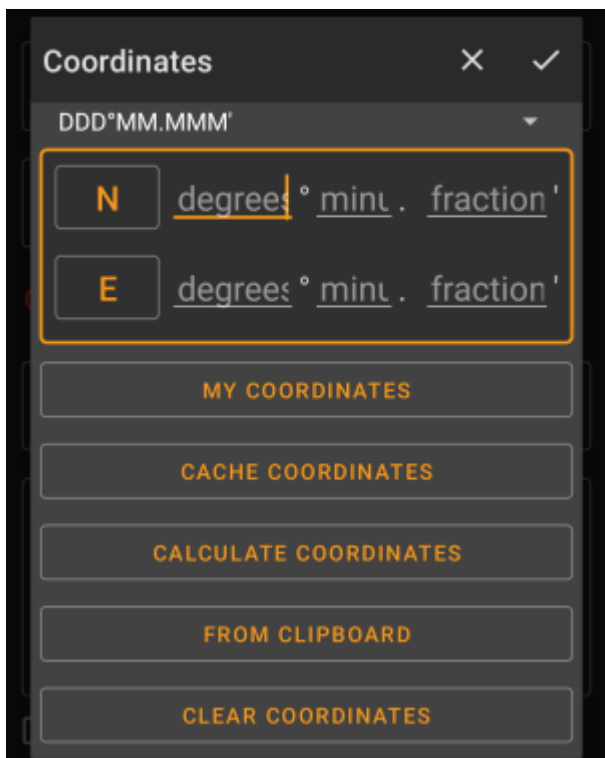 Coordinates
DDD°MM.MMM'
N degrees ° minu . fraction '
E degrees ° minu . fraction '
MY COORDINATES
CACHE COORDINATES
CALCULATE COORDINATES
FROM CLIPBOARD
CLEAR COORDINATES